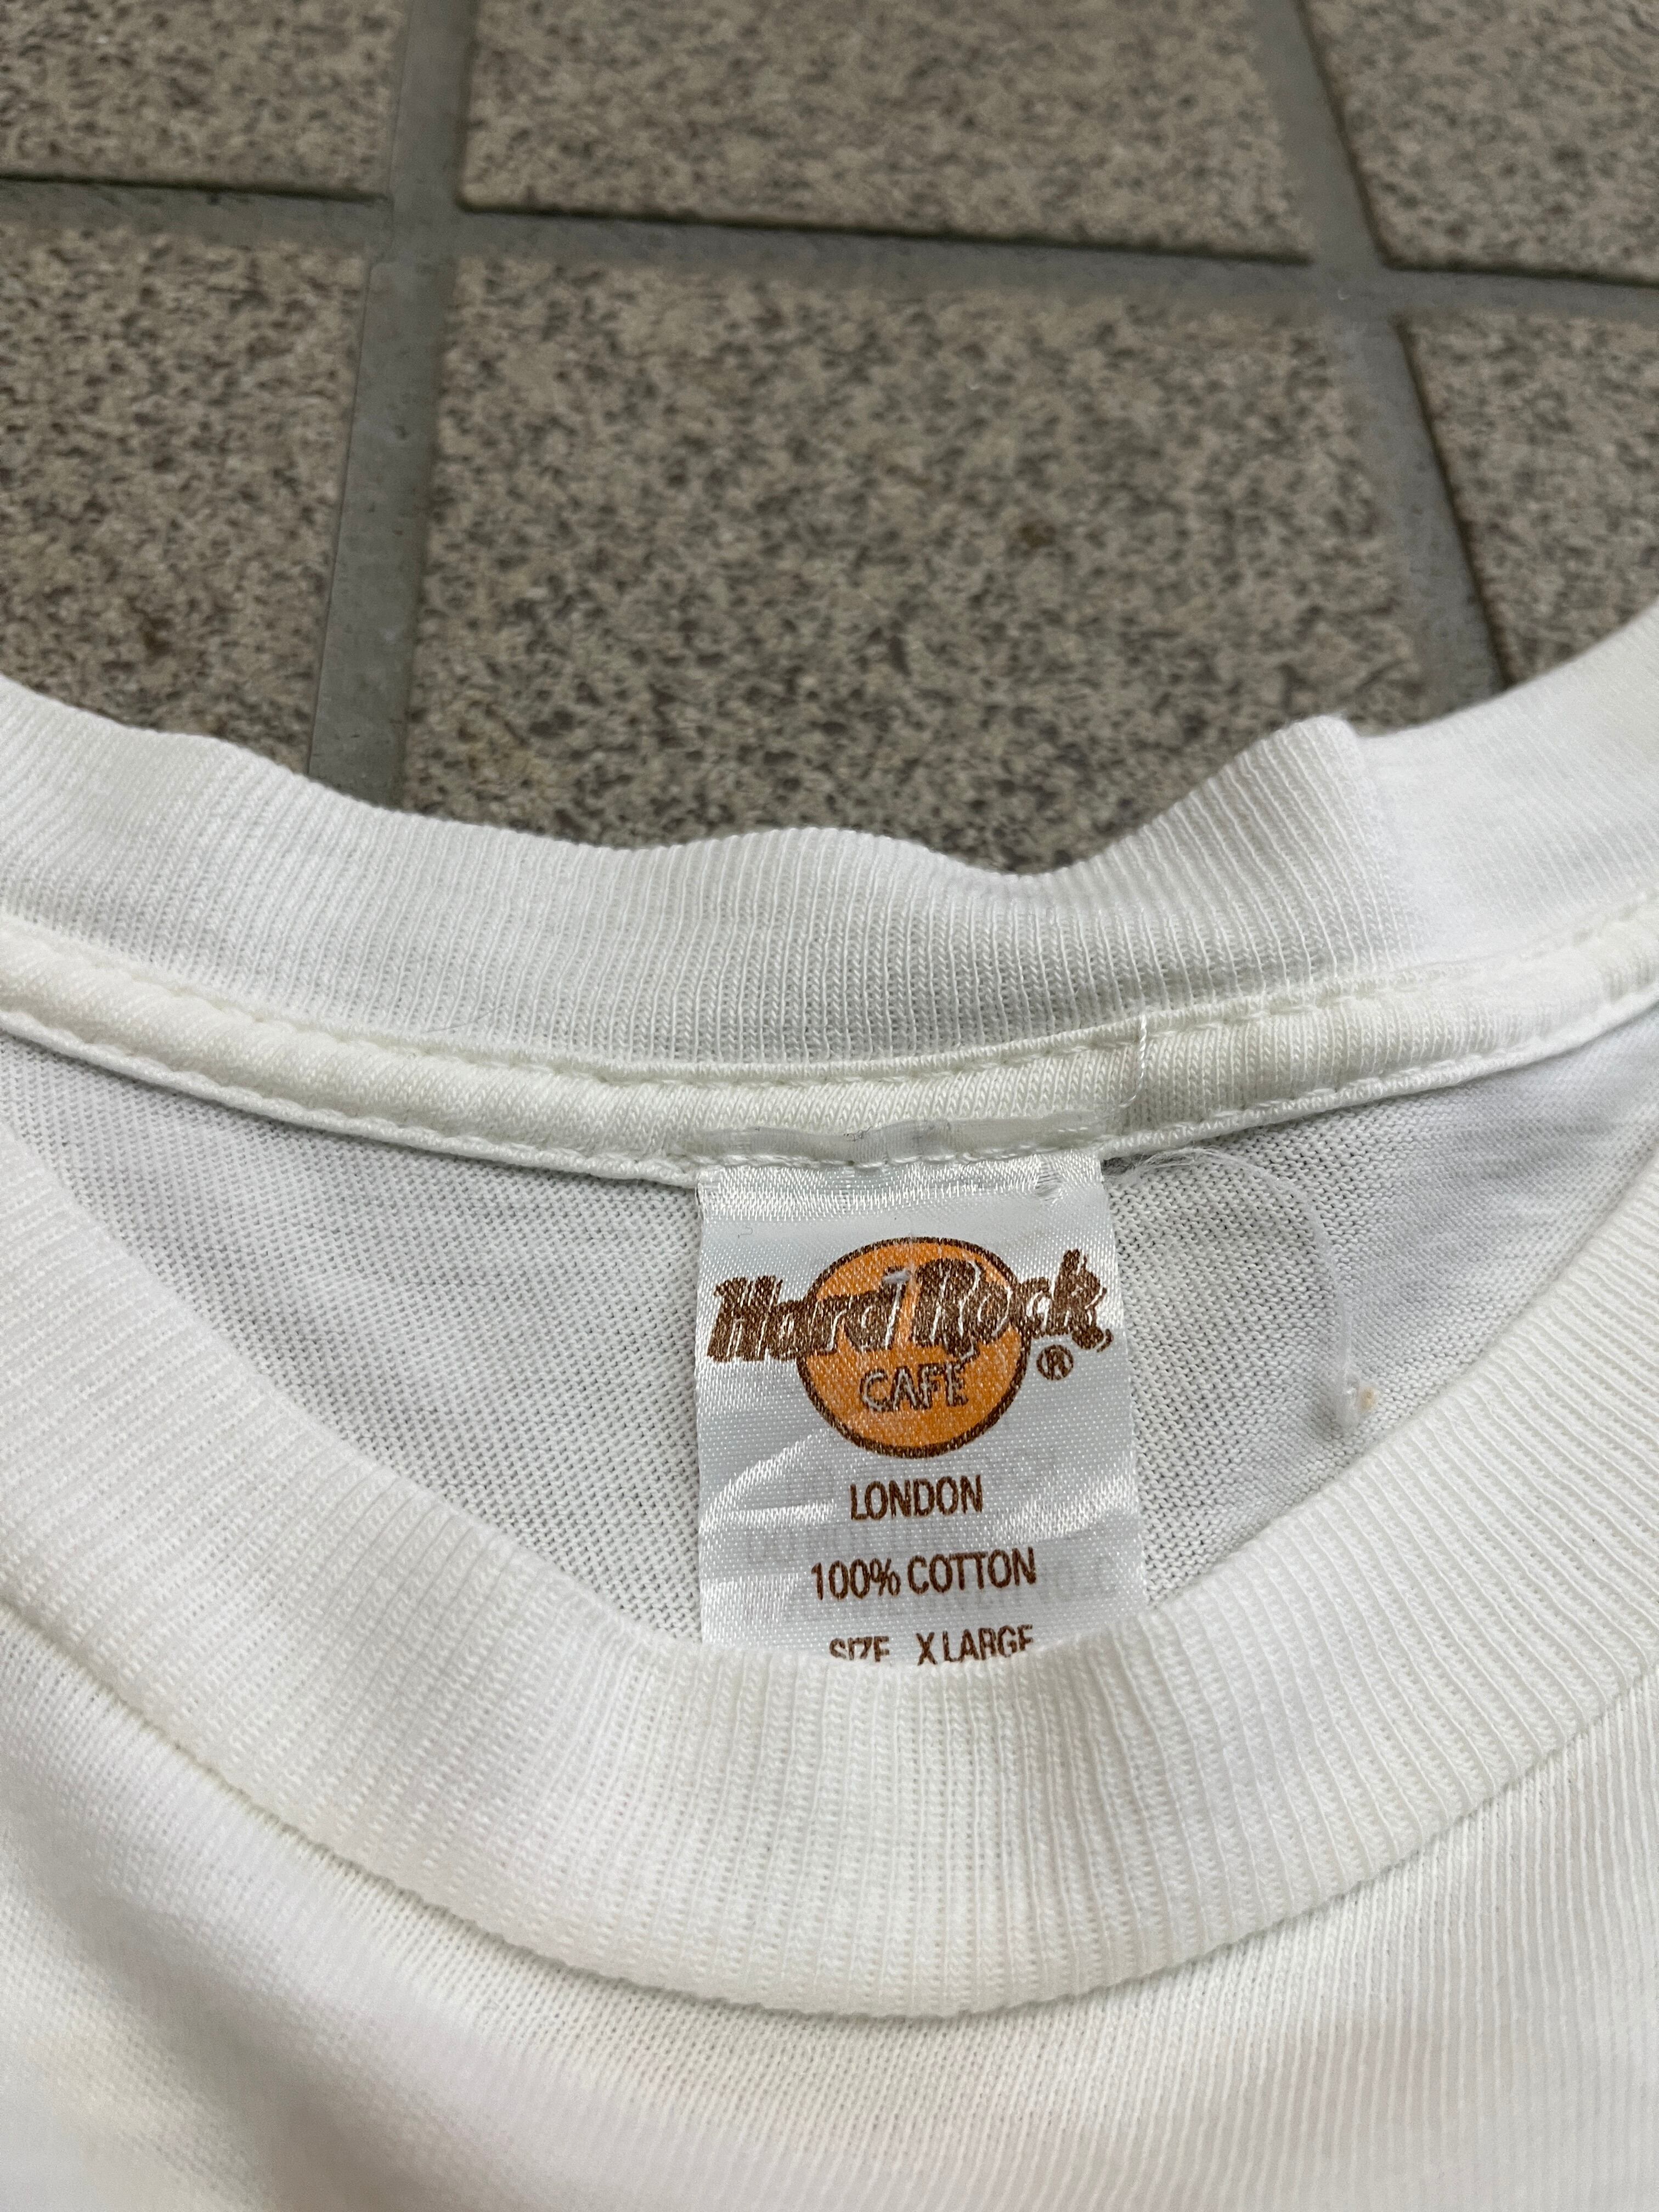 Hard Rock
CAFE
®
LONDON
100% COTTON
SIZE X LARGE